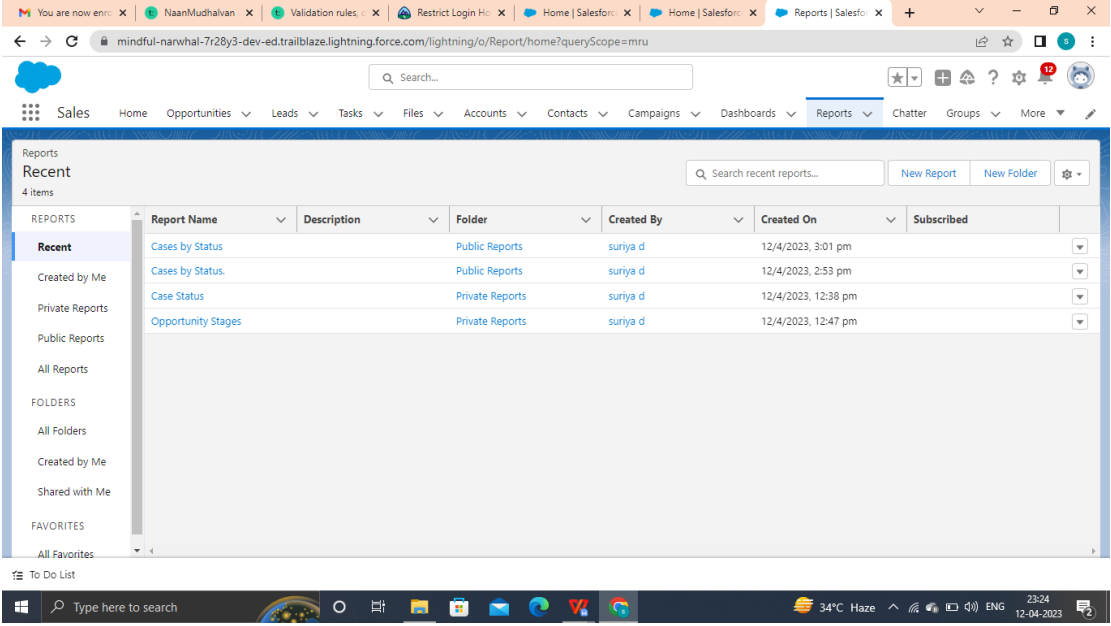 You are now enro
NaanMudhalvan
Validation rules, c
Restrict Login Ho
Home | Salesforc
Home | Salesforc
Reports | Salesfo
mindful-narwhal-7r28y3-dev-ed.trailblaze.lightning.force.com/lightning/o/Report/home?queryScope=mru
s
Search...
12
Sales Home Opportunities Leads Tasks Files Accounts Contacts Campaigns Dashboards Reports Chatter Groups More
Reports
Recent
4 items
Search recent reports...
New Report
New Folder
REPORTS
Recent
Created by Me
Private Reports
Public Reports
All Reports
FOLDERS
All Folders
Created by Me
Shared with Me
FAVORITES
All Favorites
Report Name Description Folder Created By Created On Subscribed
Cases by Status Public Reports suriya d 12/4/2023, 3:01 pm
Cases by Status. Public Reports suriya d 12/4/2023, 2:53 pm
Case Status Private Reports suriya d 12/4/2023, 12:38 pm
Opportunity Stages Private Reports suriya d 12/4/2023, 12:47 pm
To Do List
Type here to search
34°C Haze
ENG
23:24
12-04-2023
2